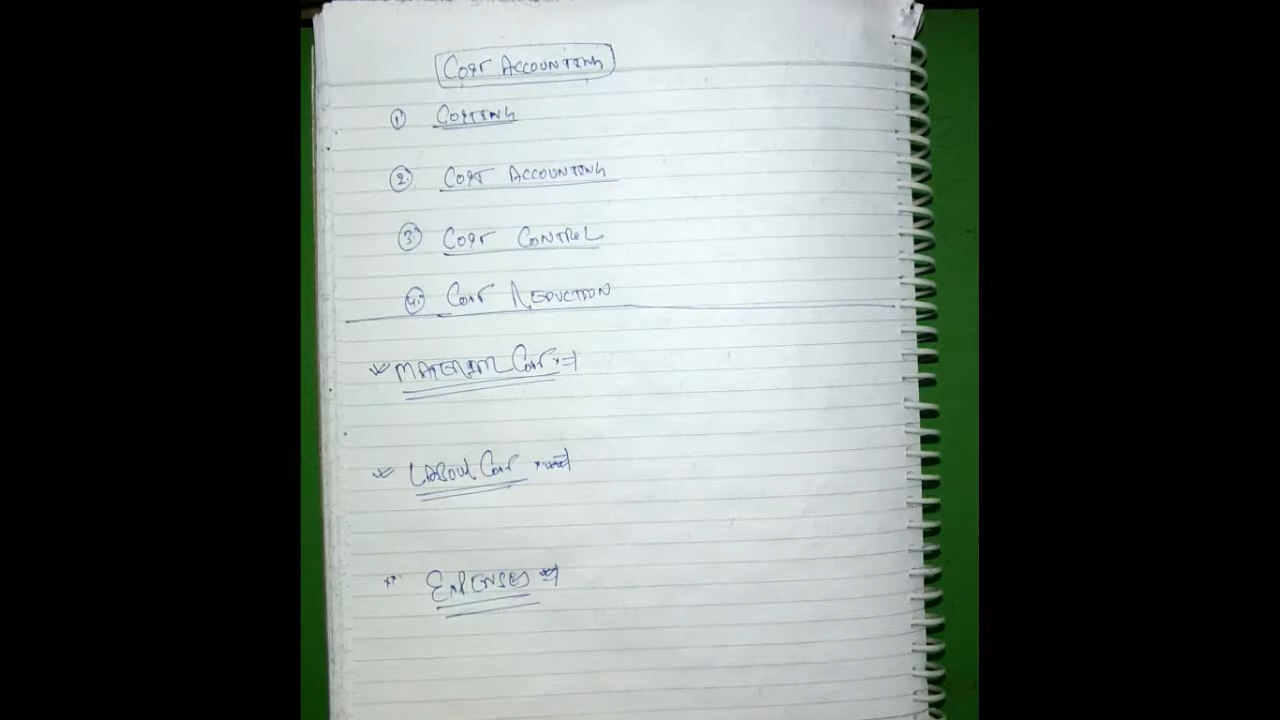 COST ACCOUNTING
① COSTING
② COST ACCOUNTING
③ COST CONTROL
④ COST REDUCTION
* MATERIAL COST :- ⇒
* LABOUR COST ⇒
* EXPENSES ⇒